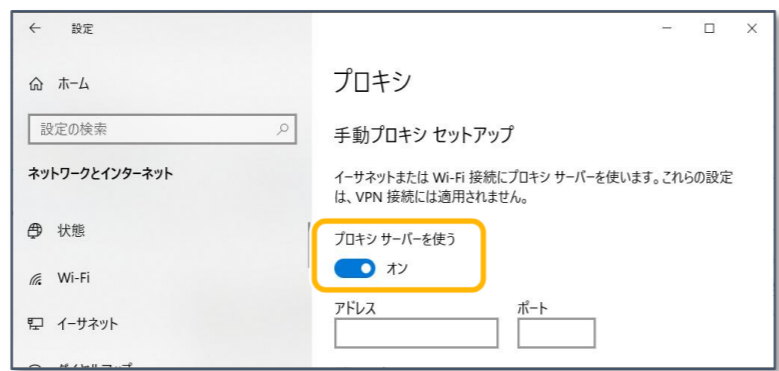 設定
ホーム
設定の検索
ネットワークとインターネット
状態
Wi-Fi
イーサネット
プロキシ
手動プロキシ セットアップ
イーサネットまたは Wi-Fi 接続にプロキシ サーバーを使います。これらの設定
は、VPN 接続には適用されません。
プロキシ サーバーを使う
オン
アドレス
ポート